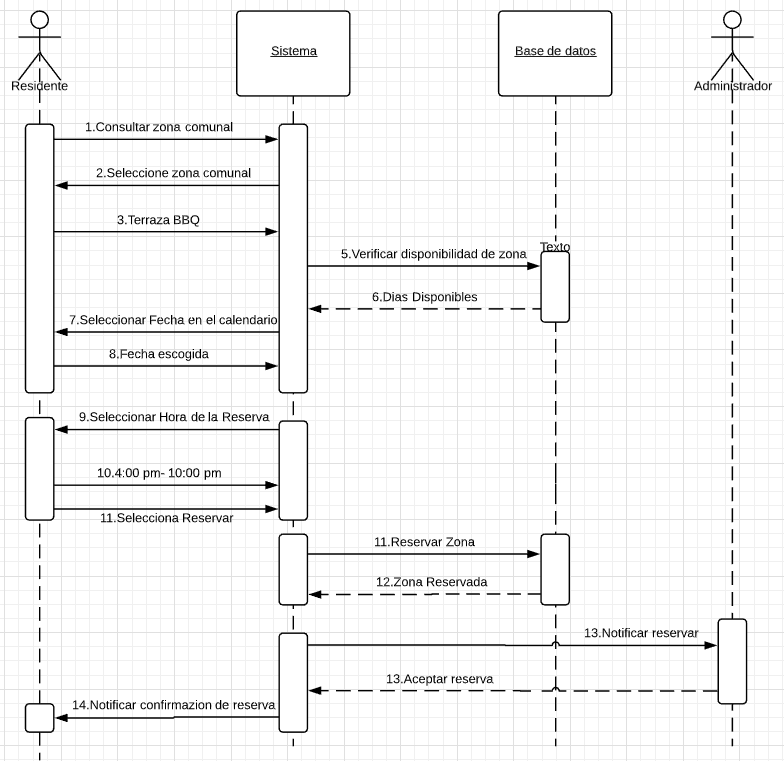 Residente
Sistema
Base de datos
Administrador
1.Consultar zona comunal
2.Seleccione zona comunal
3.Terraza BBQ
Texto
5.Verificar disponibilidad de zona
6.Dias Disponibles
7.Seleccionar Fecha en el calendario
8.Fecha escogida
9.Seleccionar Hora de la Reserva
10.4:00 pm- 10:00 pm
11.Selecciona Reservar
11.Reservar Zona
12.Zona Reservada
13.Notificar reservar
13.Aceptar reserva
14.Notificar confirmazion de reserva